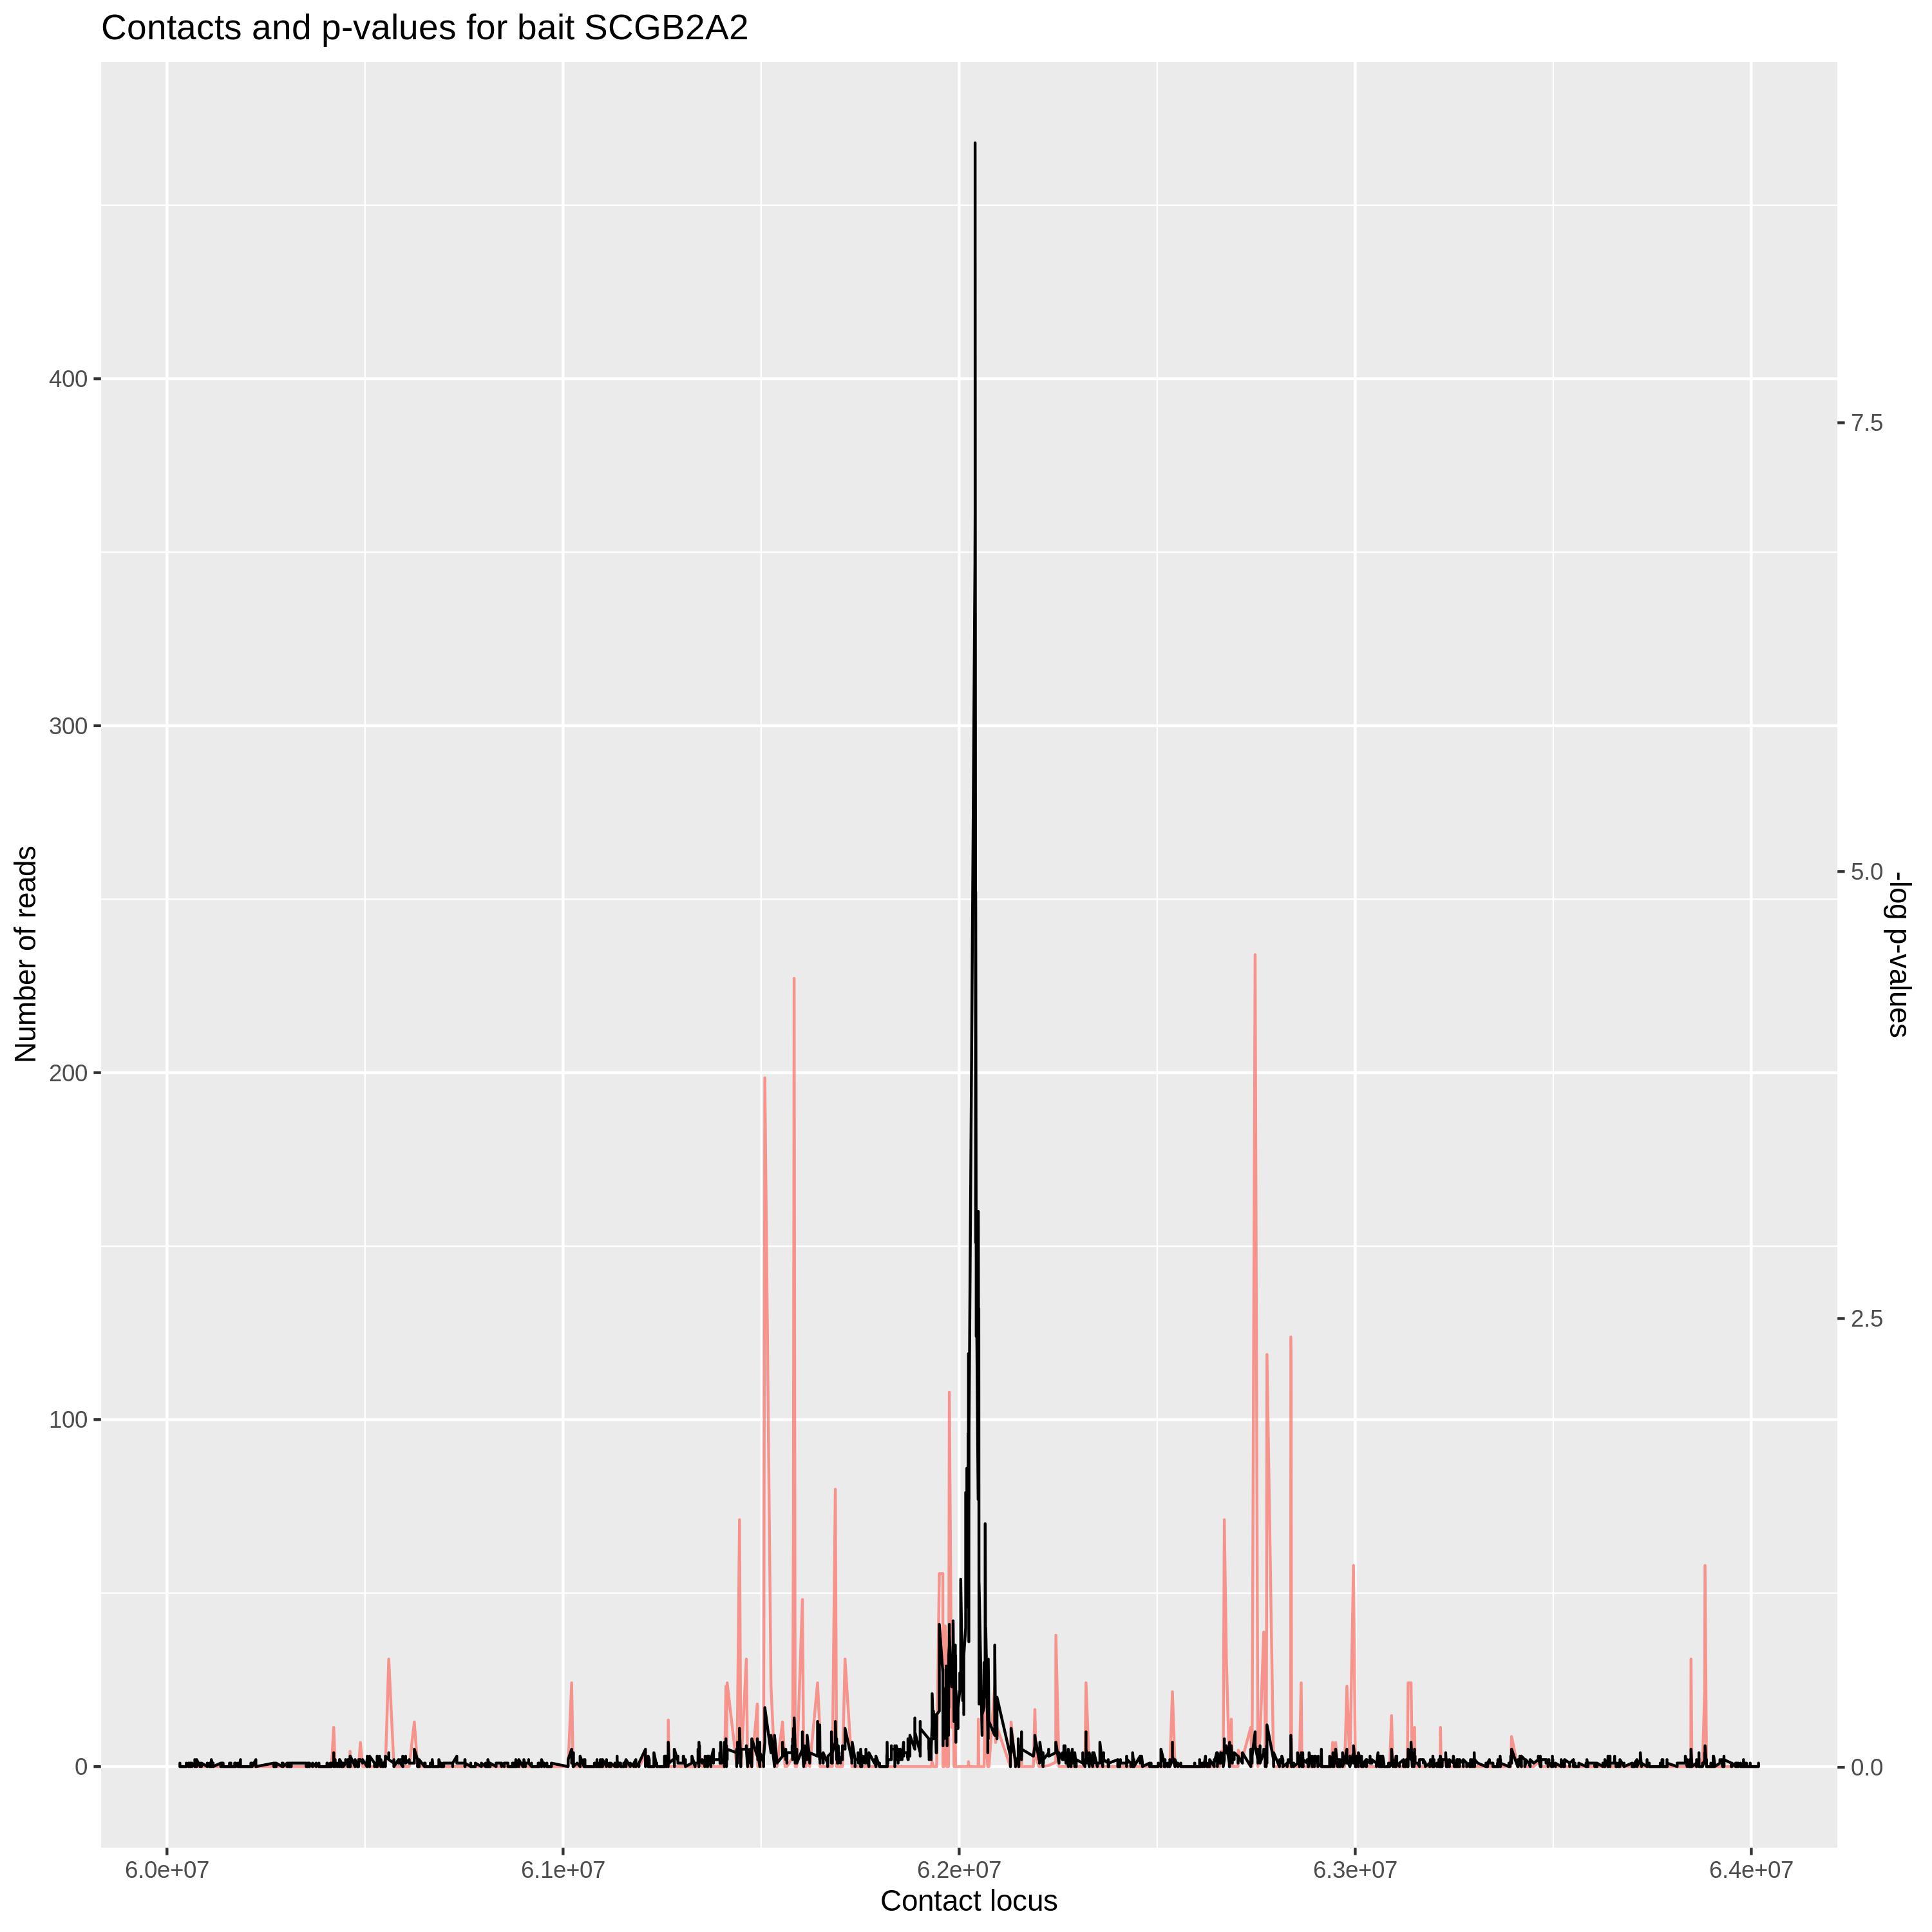 Contacts and p-values for bait SCGB2A2
400
300
200
100
0
Number of reads
7.5
5.0
2.5
0.0
-log p-values
6.0e+07
6.1e+07
6.2e+07
6.3e+07
6.4e+07
Contact locus